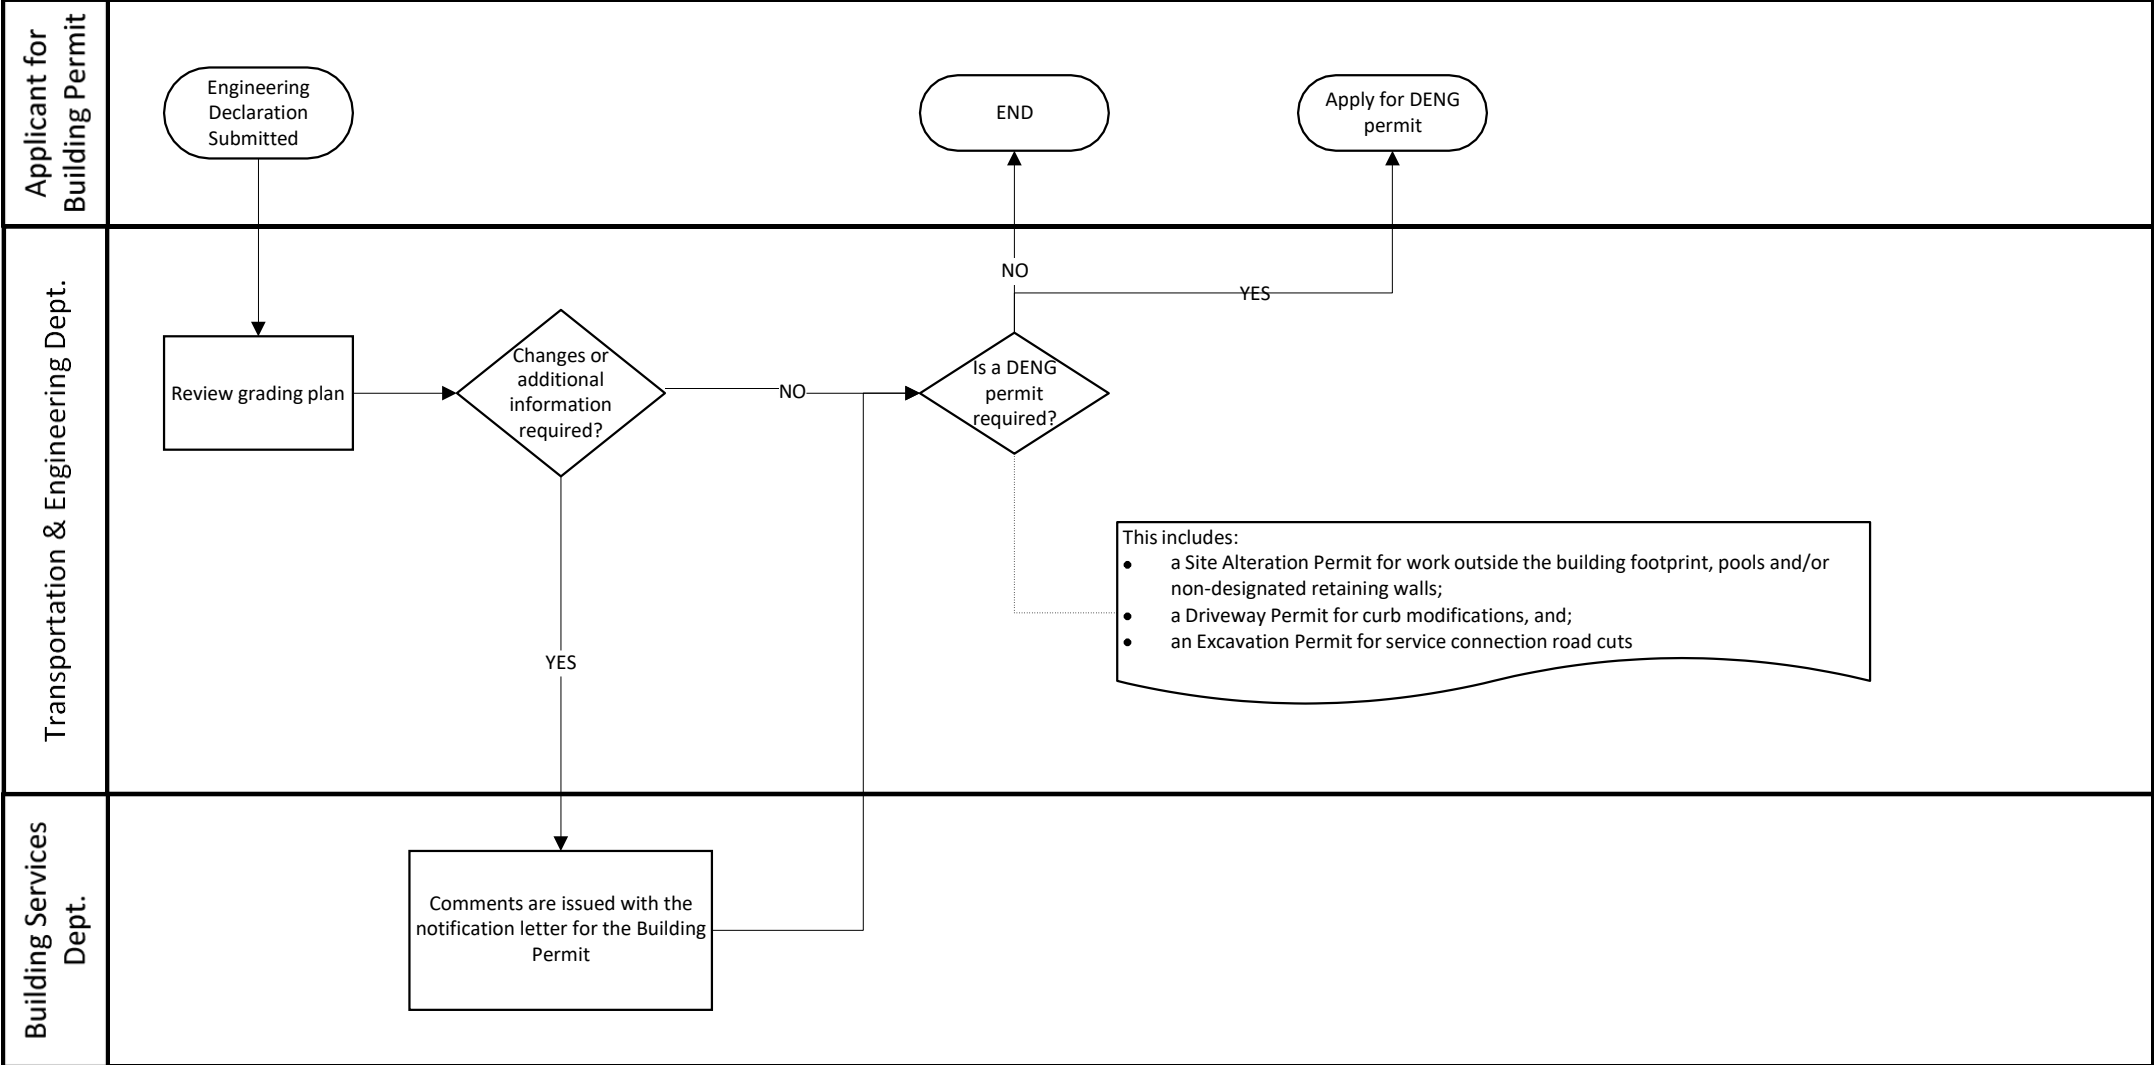 Applicant for
Building Permit
Engineering
Declaration
Submitted
END
Apply for DENG
permit
Transportation & Engineering Dept.
NO
YES
Review grading plan
Changes or
additional
information
required?
NO
Is a DENG
permit
required?
This includes:
● a Site Alteration Permit for work outside the building footprint, pools and/or
non-designated retaining walls;
● a Driveway Permit for curb modifications, and;
● an Excavation Permit for service connection road cuts
YES
Building Services
Dept.
Comments are issued with the
notification letter for the Building
Permit